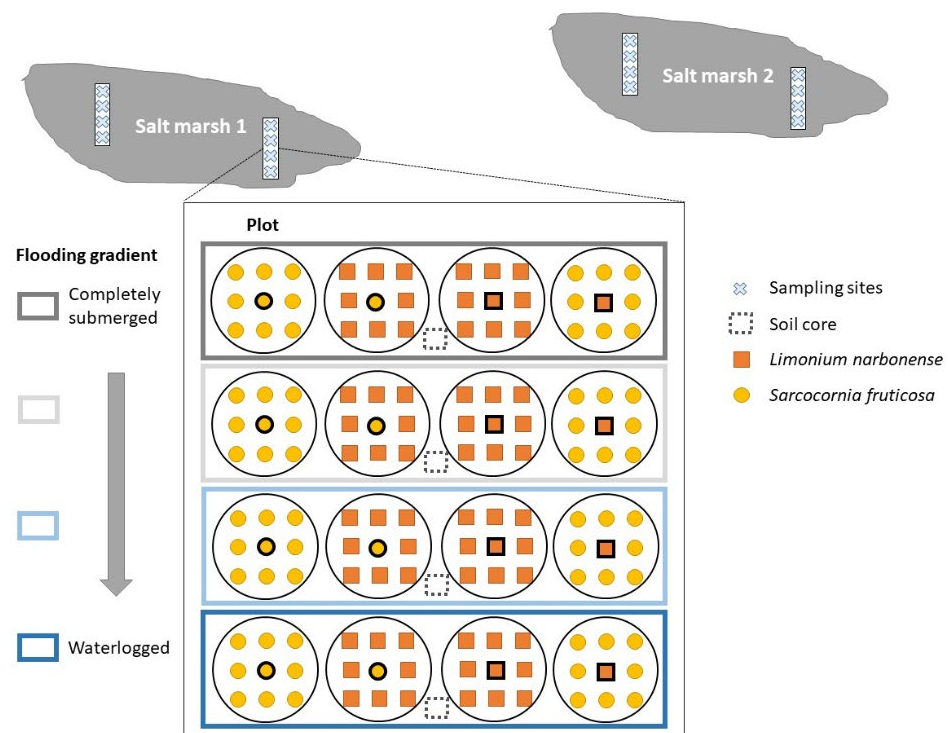 Salt marsh 1
Salt marsh 2
Plot
Flooding gradient
Completely
submerged
Waterlogged
Sampling sites
Soil core
Limonium narbonense
Sarcocornia fruticosa